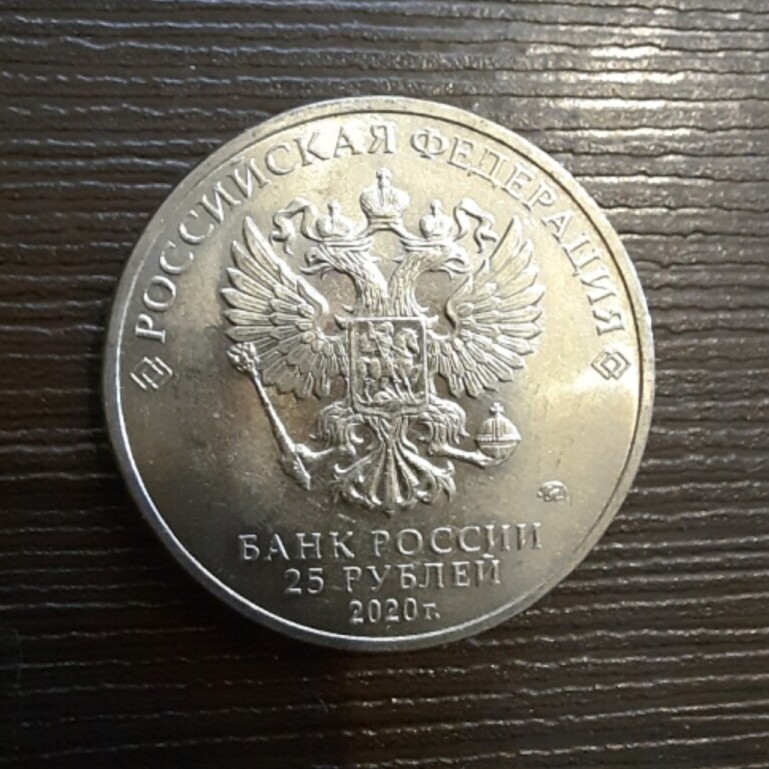 РОССИЙСКАЯ ФЕДЕРАЦИЯ
БАНК РОССИИ
25 РУБЛЕЙ
2020 г.